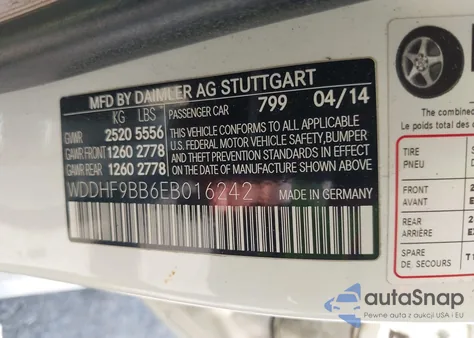 MFD BY DAIMLER AG STUTTGART
KG LBS PASSENGER CAR 799 04/14
GVWR 2520 5556
GAWR FRONT 1260 2778
GAWR REAR 1260 2778
THIS VEHICLE CONFORMS TO ALL APPLICABLE
U.S. FEDERAL MOTOR VEHICLE SAFETY, BUMPER
AND THEFT PREVENTION STANDARDS IN EFFECT
ON THE DATE OF MANUFACTURE SHOWN ABOVE
WDDHF9BB6EB016242 MADE IN GERMANY
The combined
Le poids total
TIRE
PNEU
FRONT
AVANT
REAR
ARRIÈRE
SPARE
DE SECOURS
autoSnap
Pewne auta z aukcji USA i EU